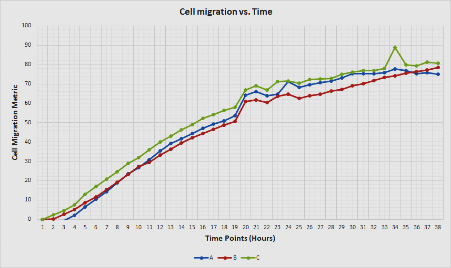 Cell migration vs. Time
100
90
80
70
60
50
40
30
20
10
0
Cell Migration Metric
1 2 3 4 5 6 7 8 9 10 11 12 13 14 15 16 17 18 19 20 21 22 23 24 25 26 27 28 29 30 31 32 33 34 35 36 37 38
Time Points (Hours)
A B C